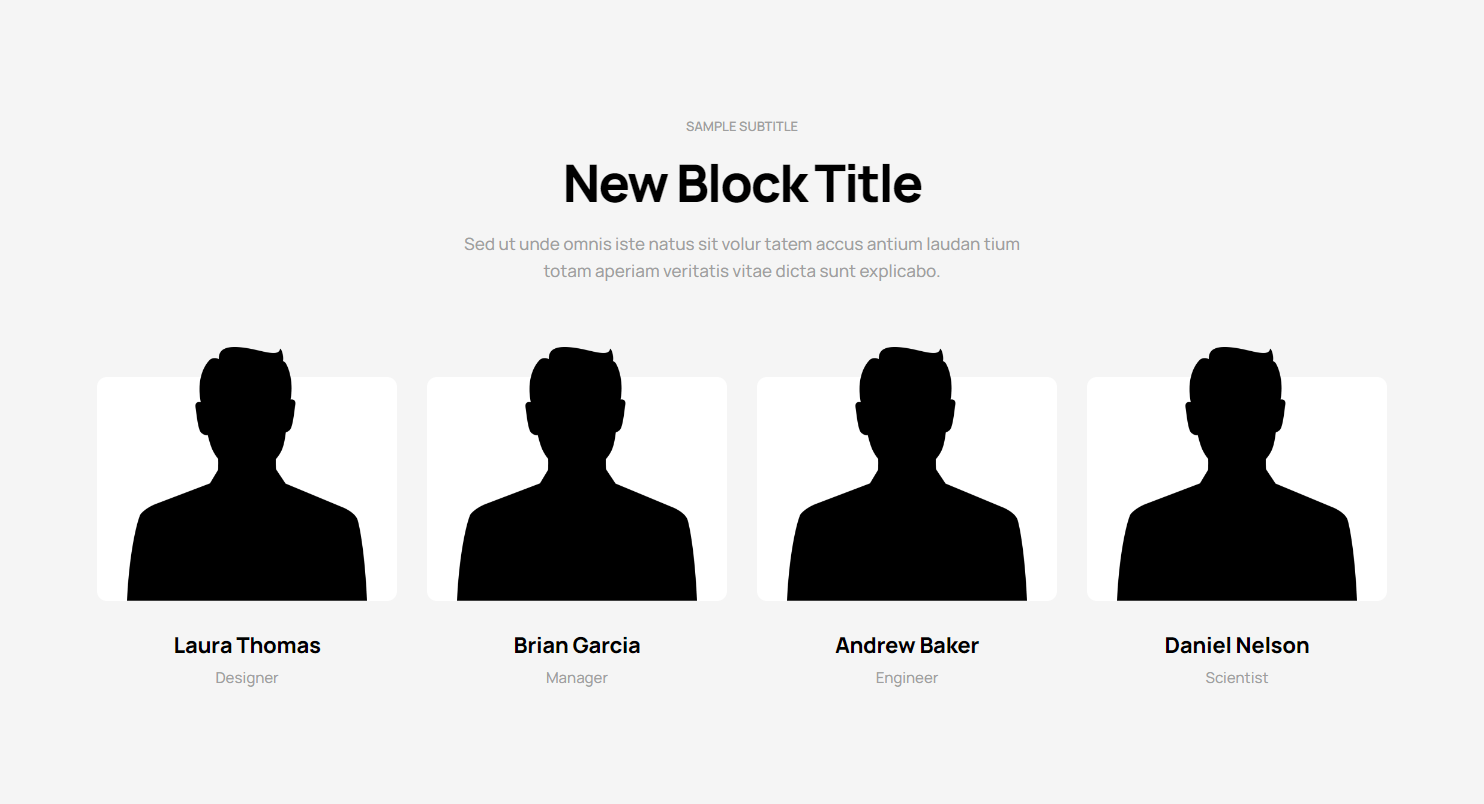 SAMPLE SUBTITLE
New Block Title
Sed ut unde omnis iste natus sit volur tatem accus antium laudan tium
totam aperiam veritatis vitae dicta sunt explicabo.
Laura Thomas
Designer
Brian Garcia
Manager
Andrew Baker
Engineer
Daniel Nelson
Scientist